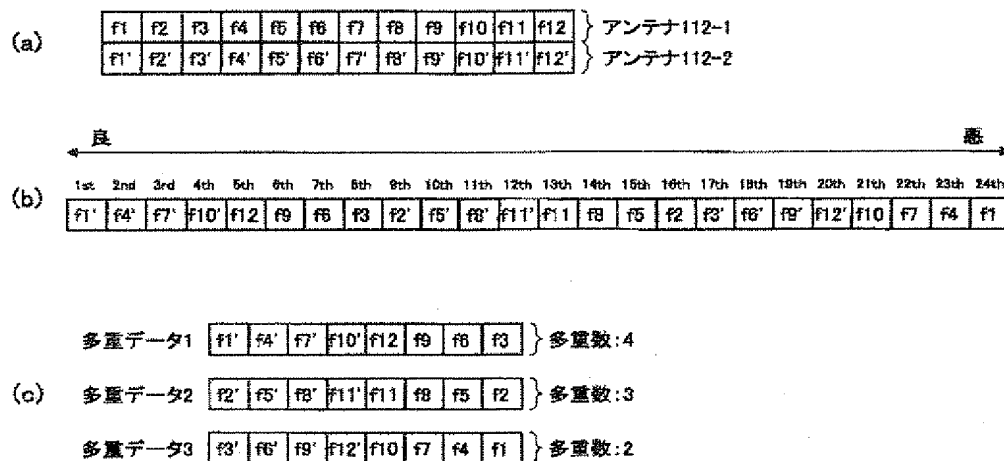 (a)
f1 f2 f3 f4 f5 f6 f7 f8 f9 f10 f11 f12 アンテナ112-1
f1' f2' f3' f4' f5' f6' f7' f8' f9' f10' f11' f12' アンテナ112-2
良 悪
(b)
1st 2nd 3rd 4th 5th 6th 7th 8th 9th 10th 11th 12th 13th 14th 15th 16th 17th 18th 19th 20th 21th 22th 23th 24th
f1' f4' f7' f10' f12 f9 f6 f3 f2' f5' f8' f11' f11 f8 f5 f2 f3' f6' f9' f12' f10 f7 f4 f1
(c)
多重データ1 f1' f4' f7' f10' f12 f9 f6 f3 多重数:4
多重データ2 f2' f5' f8' f11' f11 f8 f5 f2 多重数:3
多重データ3 f3' f6' f9' f12' f10 f7 f4 f1 多重数:2